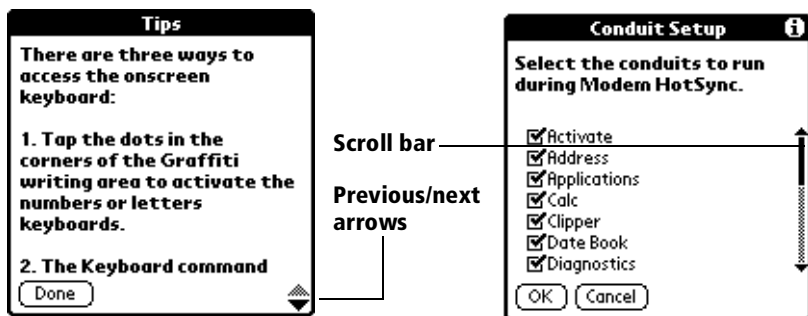 Tips
There are three ways to
access the onscreen
keyboard:
1. Tap the dots in the
corners of the Graffiti
writing area to activate the
numbers or letters
keyboards.
2. The Keyboard command
Done
Scroll bar
Previous/next
arrows
Conduit Setup
i
Select the conduits to run
during Modem HotSync.
Activate
Address
Applications
Calc
Clipper
Date Book
Diagnostics
OK
Cancel